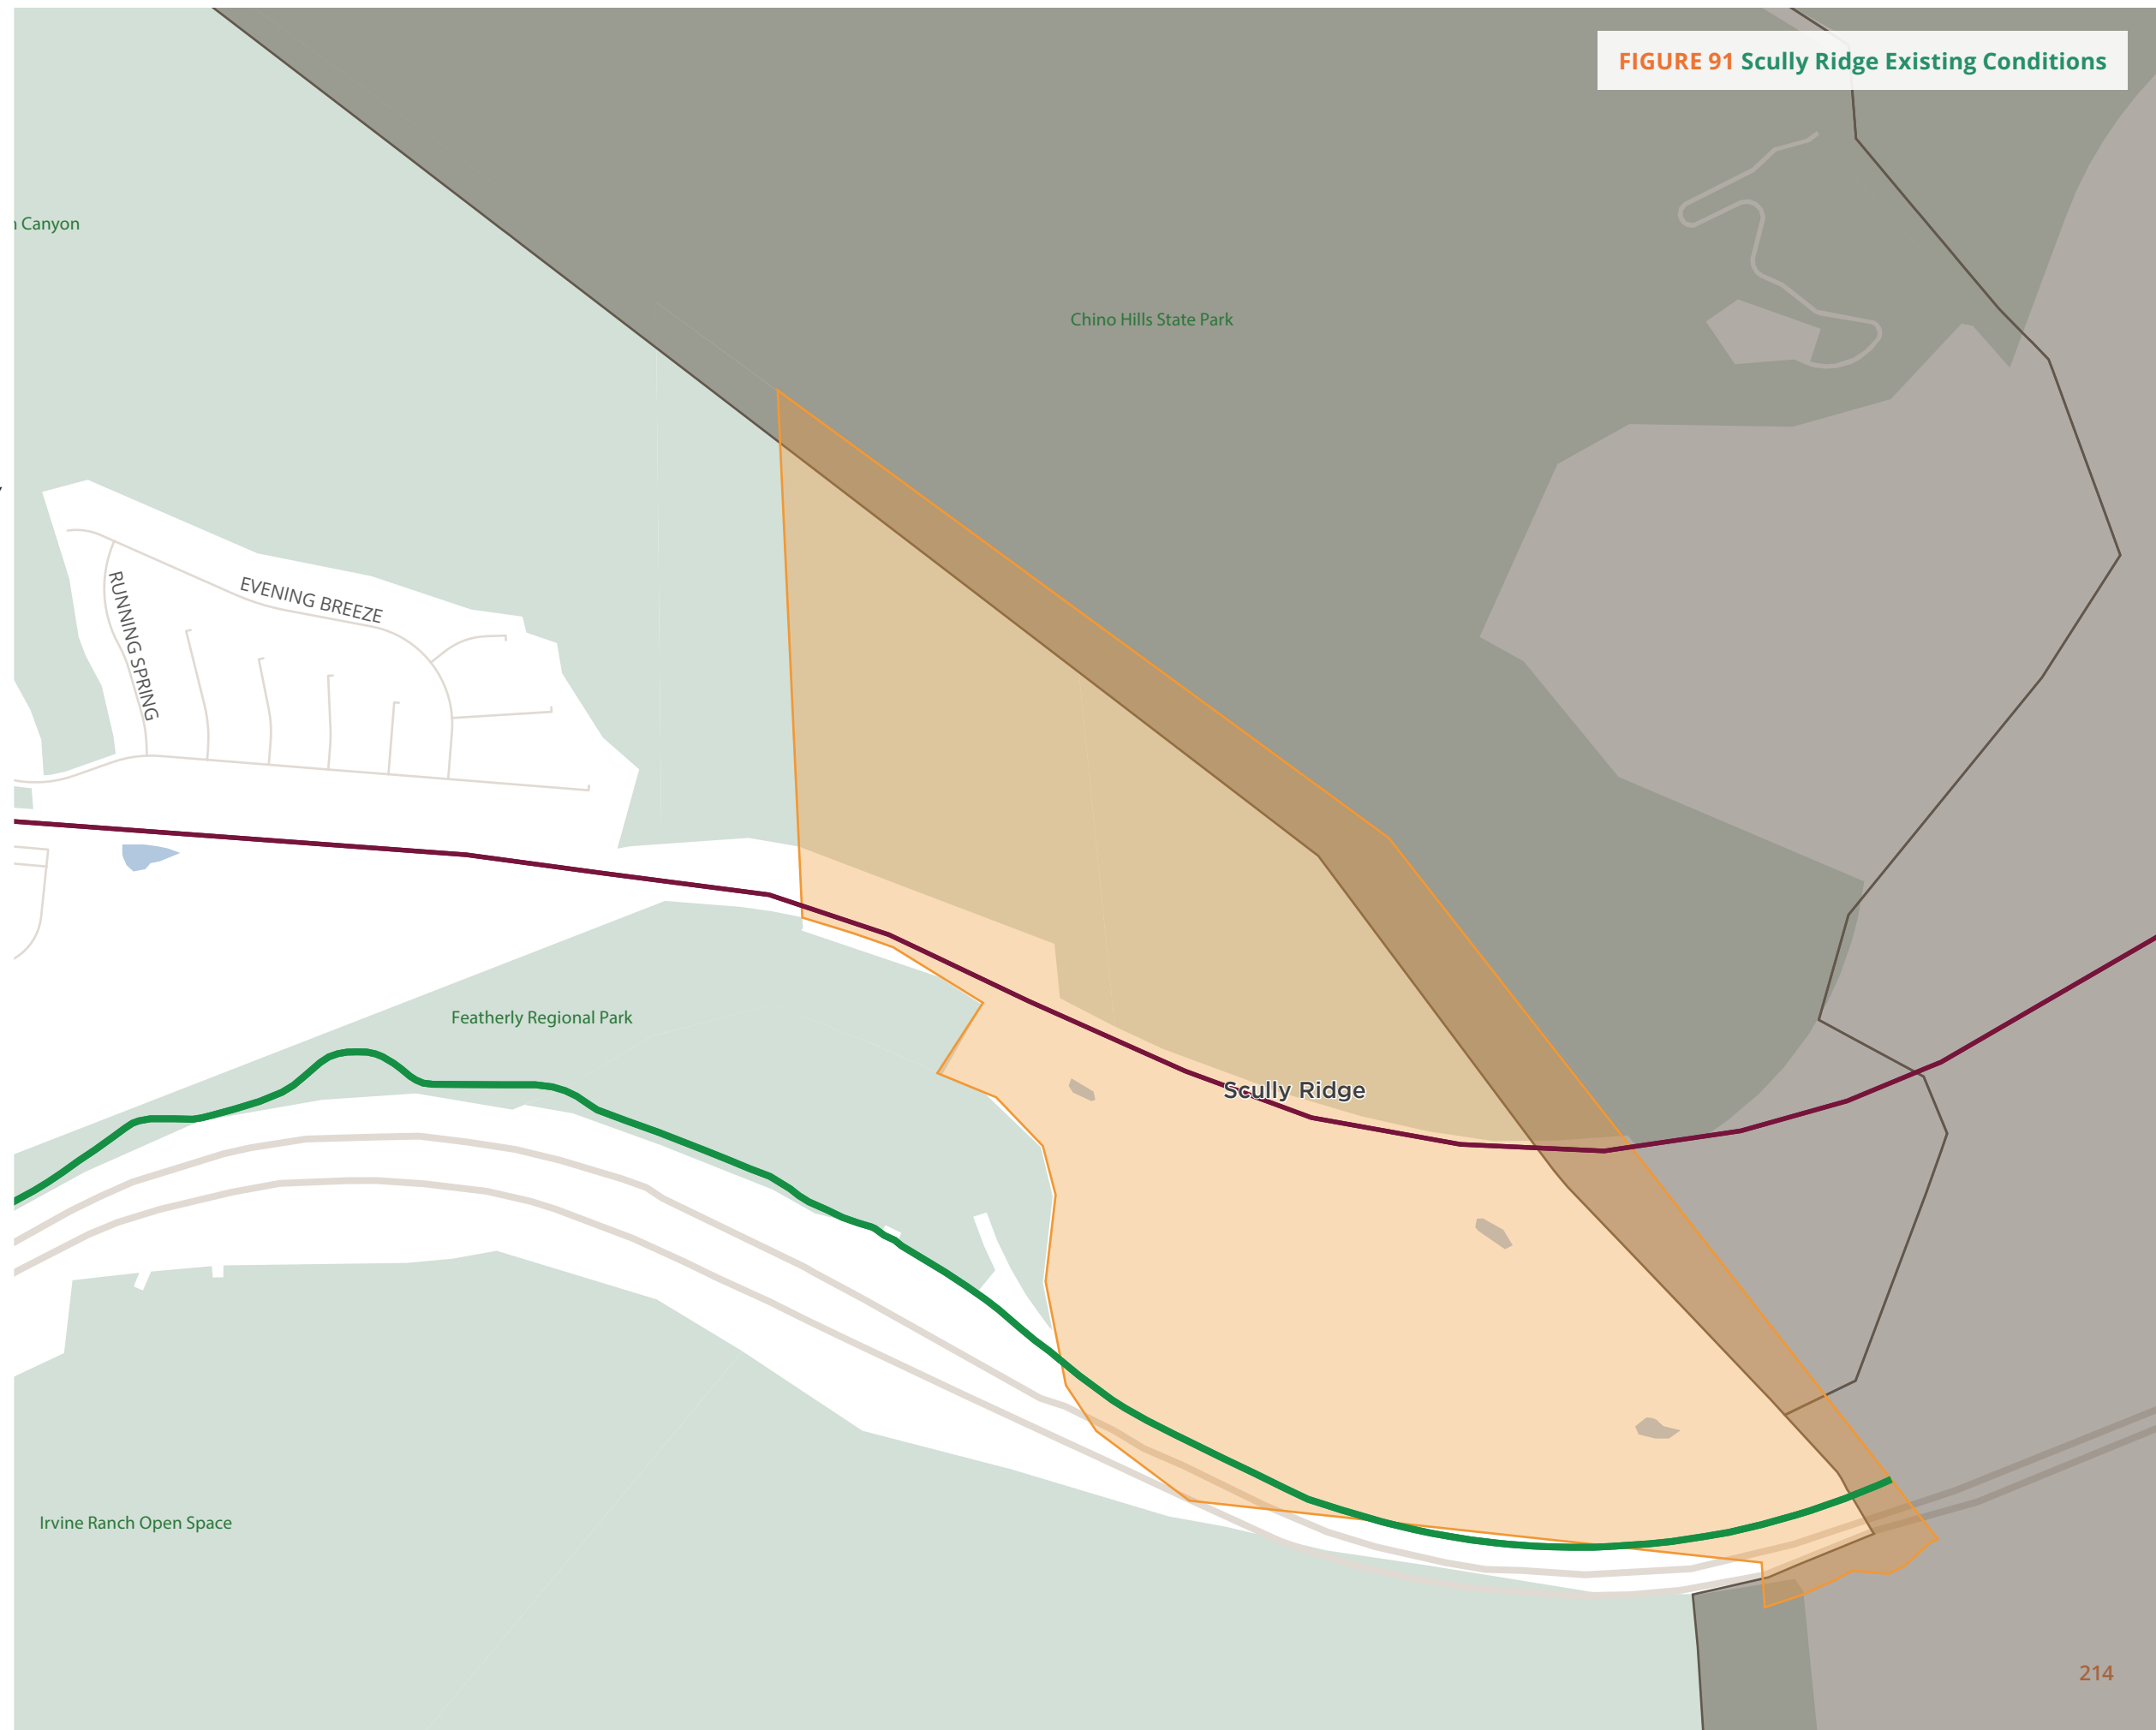 FIGURE 91 Scully Ridge Existing Conditions
Canyon
Chino Hills State Park
EVENING BREEZE
RUNNING SPRING
Featherly Regional Park
Scully Ridge
Irvine Ranch Open Space
214